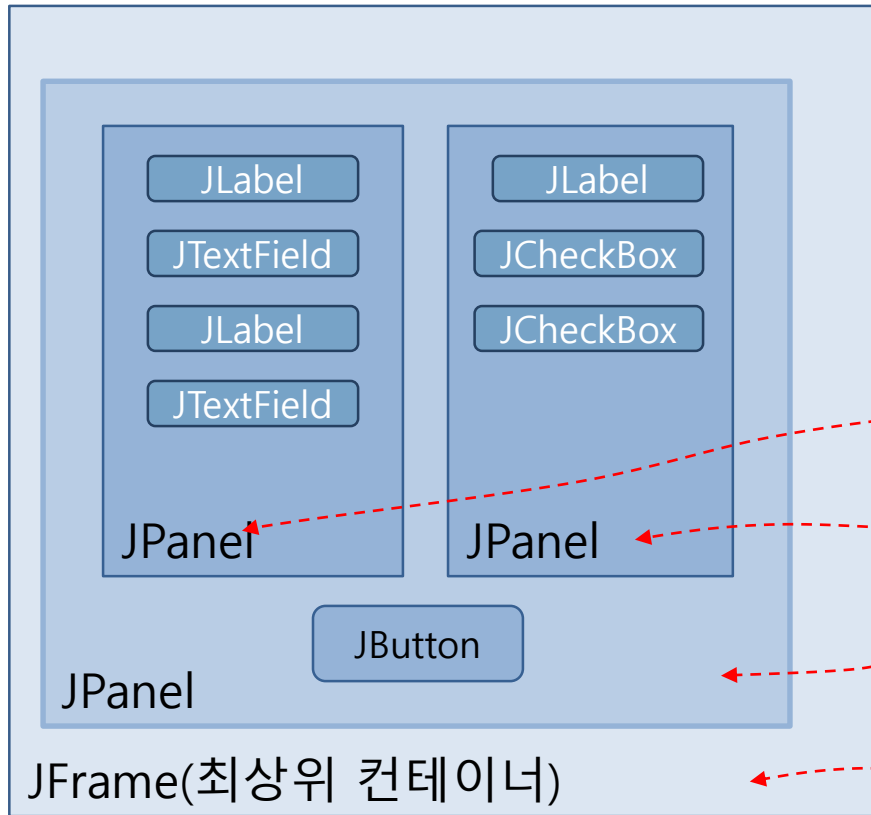 JLabel
JTextField
JLabel
JTextField
JPanel
JLabel
JCheckBox
JCheckBox
JPanel
JButton
JPanel
JFrame(최상위 컨테이너)